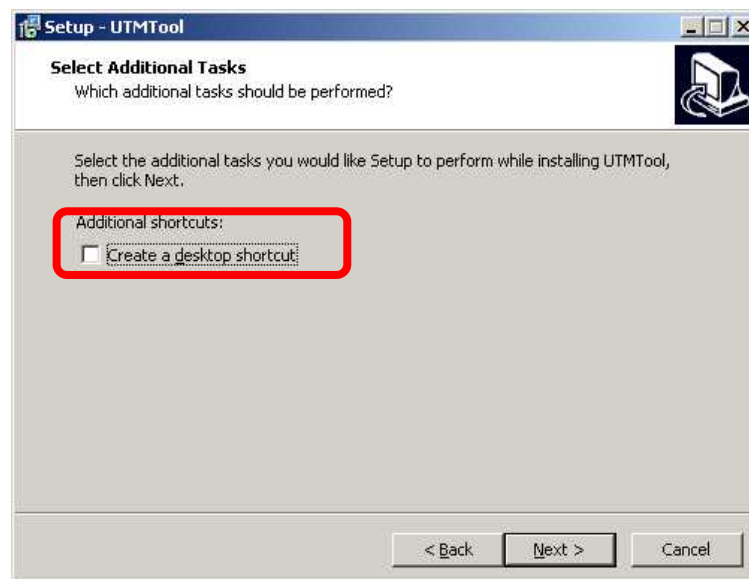 Setup - UTMTool
Select Additional Tasks
Which additional tasks should be performed?
Select the additional tasks you would like Setup to perform while installing UTMTool,
then click Next.
Additional shortcuts:
Create a desktop shortcut
< Back
Next >
Cancel